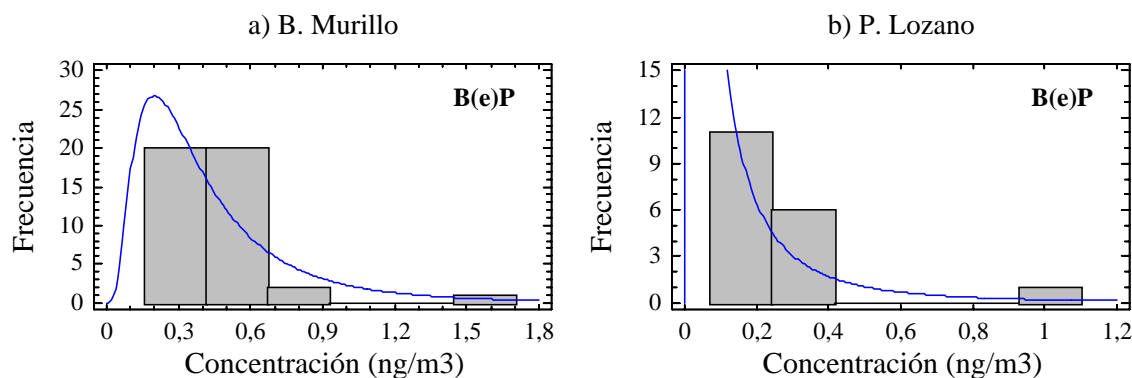 a) B. Murillo
Frecuencia
30
25
20
15
10
5
0
B(e)P
0 0,3 0,6 0,9 1,2 1,5 1,8
Concentración (ng/m3)
b) P. Lozano
Frecuencia
15
12
9
6
3
0
B(e)P
0 0,2 0,4 0,6 0,8 1 1,2
Concentración (ng/m3)